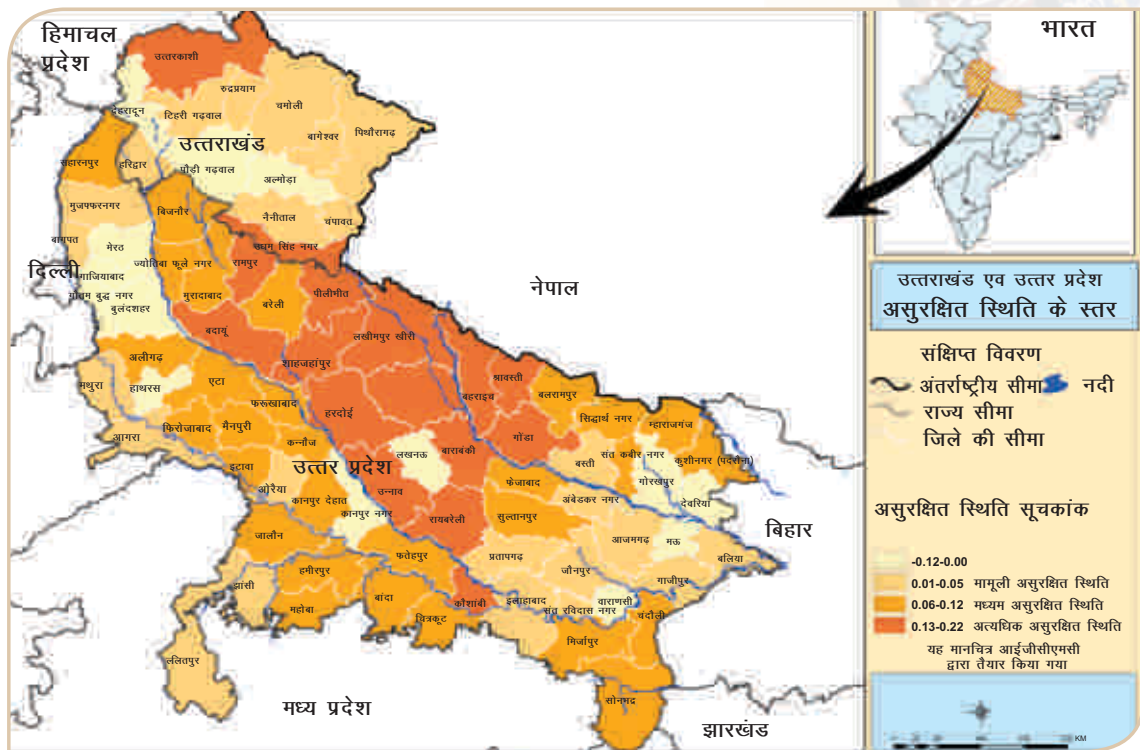 हिमाचल
प्रदेश
उत्तरकाशी
रुद्रप्रयाग
चमोली
देहरादून
टिहरी गढ़वाल
बागेश्वर
पिथौरागढ़
उत्तराखंड
सहारनपुर
हरिद्वार
पौड़ी गढ़वाल
अल्मोड़ा
मुजफ्फरनगर
बिजनौर
नैनीताल
चंपावत
बागपत
मेरठ
ऊधम सिंह नगर
ज्योतिबा फूले नगर
रामपुर
दिल्ली
गाजियाबाद
पीलीभीत
नेपाल
गौतम बुद्ध नगर
मुरादाबाद
बरेली
बुलंदशहर
बदायूं
लखीमपुर खीरी
अलीगढ़
शाहजहांपुर
श्रावस्ती
मथुरा
हाथरस
एटा
बहराइच
बलरामपुर
फरूखाबाद
हरदोई
सिद्धार्थ नगर
म्हाराजगंज
आगरा
फिरोजाबाद
मैनपुरी
कन्नौज
गोंडा
लखनऊ
बाराबंकी
बस्ती
संत कबीर नगर
कुशीनगर (पदरौना)
इटावा
उत्तर प्रदेश
गोरखपुर
औरैया
कानपुर देहात
उन्नाव
फेजाबाद
अंबेडकर नगर
देवरिया
कानपुर नगर
रायबरेली
सुल्तानपुर
बिहार
जालौन
फतेहपुर
प्रतापगढ़
आजमगढ़
मऊ
बलिया
झांसी
हमीरपुर
जौनपुर
गाजीपुर
महोबा
बांदा
कौशांबी
इलाहाबाद
वाराणसी
चित्रकूट
संत रविदास नगर
चंदौली
मिर्जापुर
ललितपुर
सोनभद्र
मध्य प्रदेश
झारखंड
भारत
उत्तराखंड एवं उत्तर प्रदेश
असुरक्षित स्थिति के स्तर
संक्षिप्त विवरण
अंतर्राष्ट्रीय सीमा नदी
राज्य सीमा
जिले की सीमा
असुरक्षित स्थिति सूचकांक
-0.12-0.00
0.01-0.05 मामूली असुरक्षित स्थिति
0.06-0.12 मध्यम असुरक्षित स्थिति
0.13-0.22 अत्यधिक असुरक्षित स्थिति
यह मानचित्र आईजीसीएमसी
द्वारा तैयार किया गया
KM